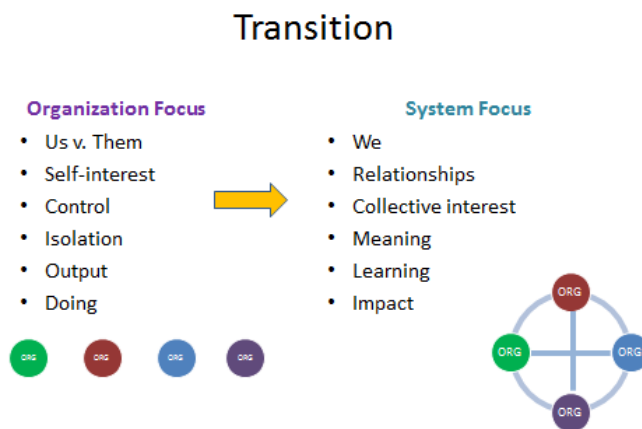 Transition
Organization Focus
• Us v. Them
• Self-interest
• Control
• Isolation
• Output
• Doing
ORG
ORG
ORG
ORG
System Focus
• We
• Relationships
• Collective interest
• Meaning
• Learning
• Impact
ORG
ORG
ORG
ORG